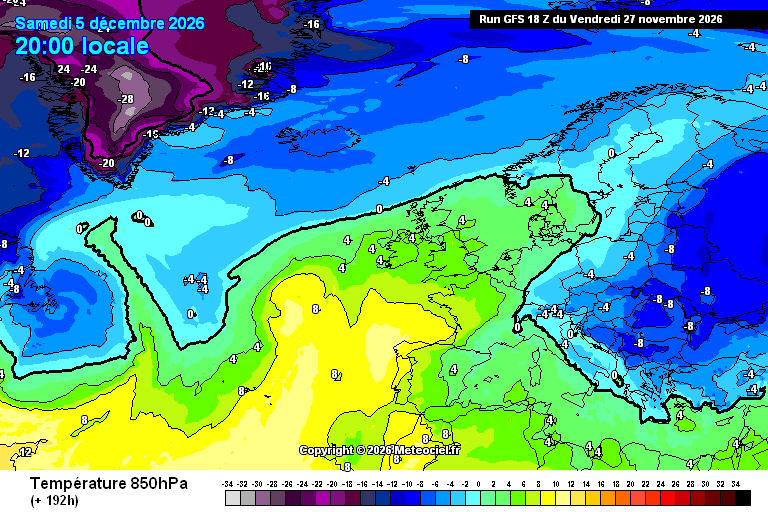 Samedi 5 décembre 2026
20:00 locale
Run GFS 18 Z du Vendredi 27 novembre 2026
Copyright © 2026 Meteociel.fr
Température 850hPa
(+ 192h)
-34 -32 -30 -28 -26 -24 -22 -20 -18 -16 -14 -12 -10 -8 -6 -4 -2 0 2 4 6 8 10 12 14 16 18 20 22 24 26 28 30 32 34